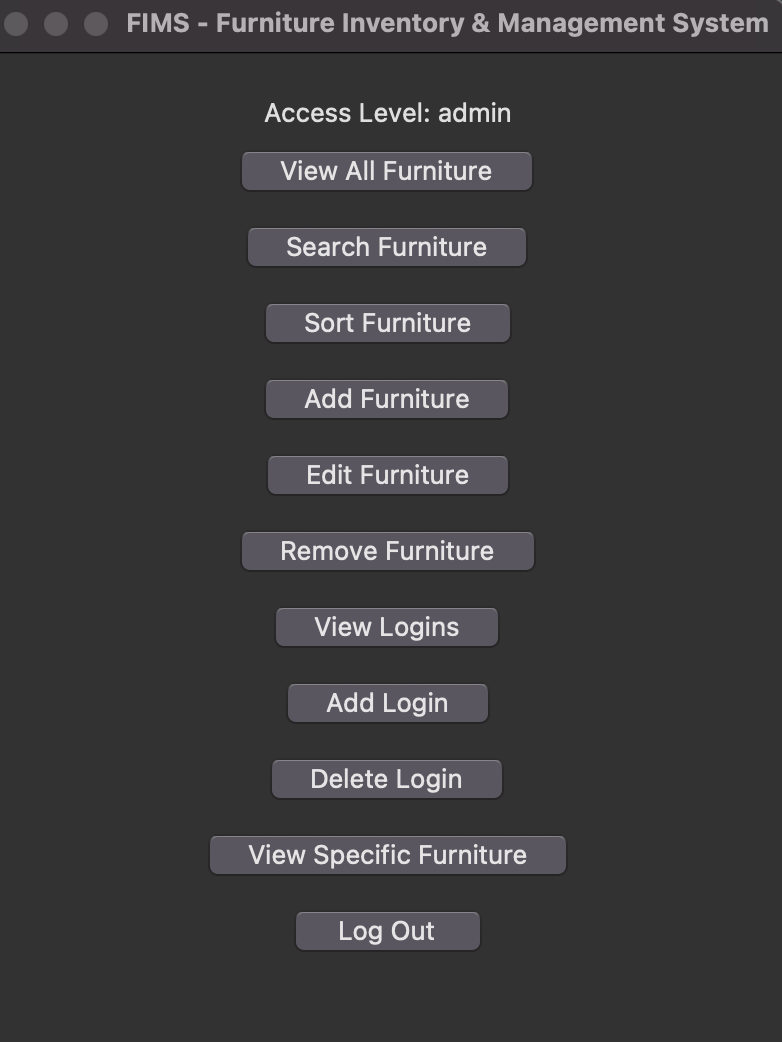 FIMS - Furniture Inventory & Management System
Access Level: admin
View All Furniture
Search Furniture
Sort Furniture
Add Furniture
Edit Furniture
Remove Furniture
View Logins
Add Login
Delete Login
View Specific Furniture
Log Out